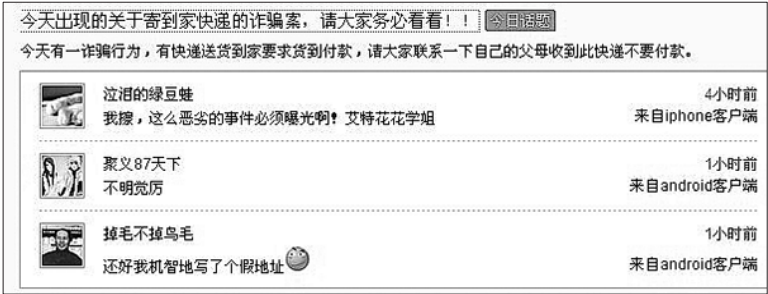 今天出现的关于寄到家快递的诈骗案，请大家务必看看！！ 今日话题
今天有一诈骗行为，有快递送货到家要求货到付款，请大家联系一下自己的父母收到此快递不要付款。
泣泪的绿豆蛙 4小时前
我擦，这么恶劣的事件必须曝光啊！艾特花花学姐 来自iphone客户端
聚义87天下 1小时前
不明觉厉 来自android客户端
掉毛不掉鸟毛 1小时前
还好我机智地写了个假地址 来自android客户端